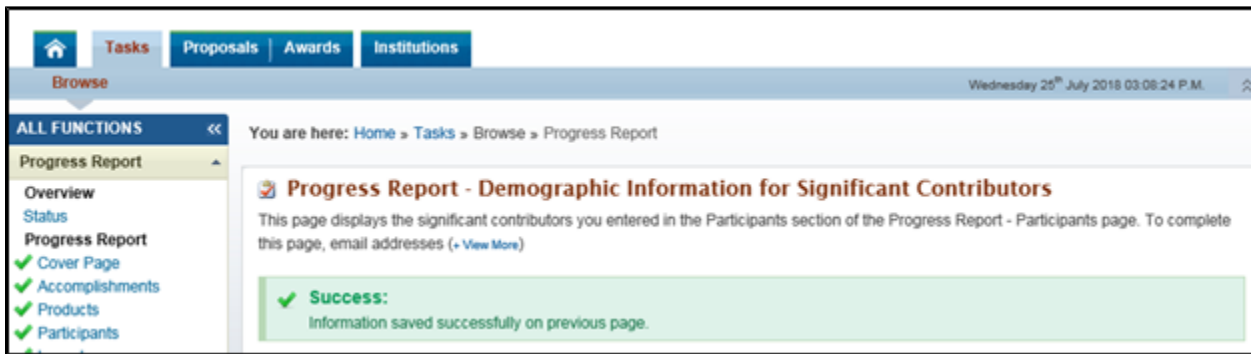 Tasks Proposals Awards Institutions
Browse
Wednesday 25th July 2018 03:08:24 P.M.
ALL FUNCTIONS «
You are here: Home » Tasks » Browse » Progress Report
Progress Report
Overview
Status
Progress Report
Cover Page
Accomplishments
Products
Participants
Progress Report - Demographic Information for Significant Contributors
This page displays the significant contributors you entered in the Participants section of the Progress Report - Participants page. To complete
this page, email addresses (+ View More)
Success:
Information saved successfully on previous page.